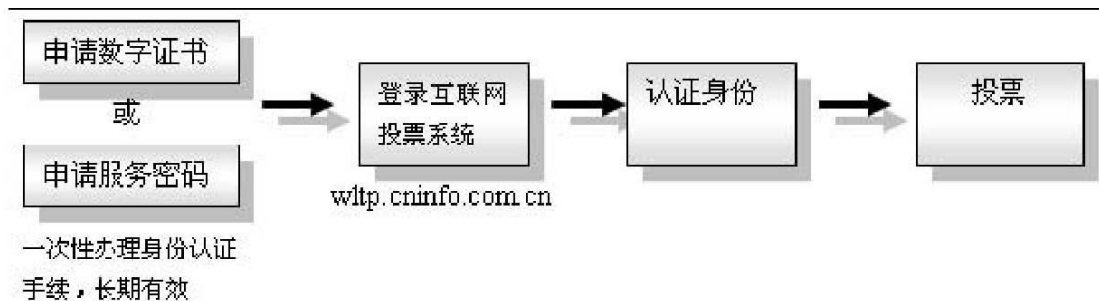 申请数字证书
或
申请服务密码
一次性办理身份认证
手续，长期有效
登录互联网
投票系统
wltp.cninfo.com.cn
认证身份
投票